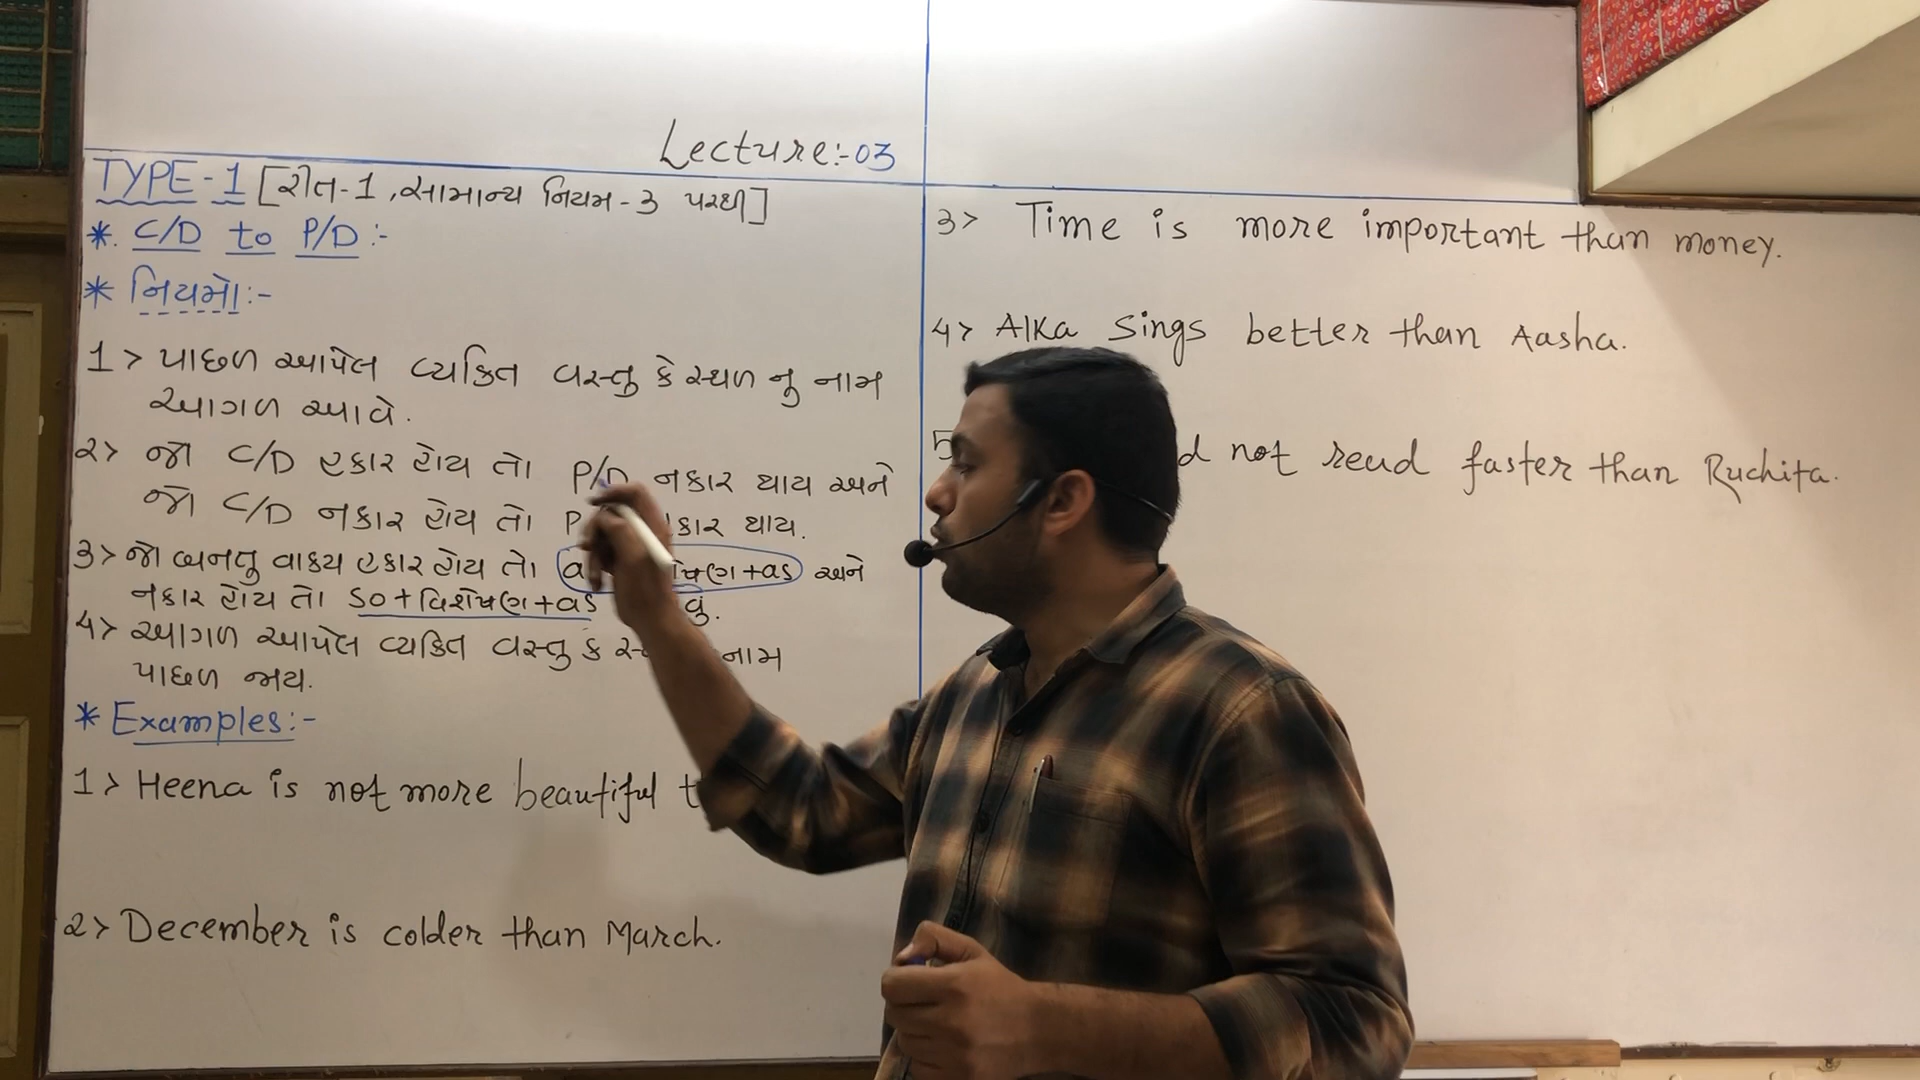 Lecture:-03
TYPE-1 [રીત-1, સામાન્ય નિયમ-3 પરથી]
*. C/D to P/D:-
* નિયમો:-
1> પાછળ આપેલ વ્યકિત વસ્તુ કે સ્થળ નુ નામ
આગળ આવે.
2> જો C/D હકાર હોય તો P/D નકાર થાય અને
જો C/D નકાર હોય તો P કાર થાય.
3> જો બનતુ વાકય હકાર હોય તો +as અને
નકાર હોય તો so+વિશેષણ+as
4> આગળ આપેલ વ્યકિત વસ્તુ કે નામ
પાછળ જાય.
* Examples:-
1> Heena is not more beautiful
2> December is colder than March.
3> Time is more important than money.
4> Alka Sings better than Aasha.
5 not read faster than Ruchita.